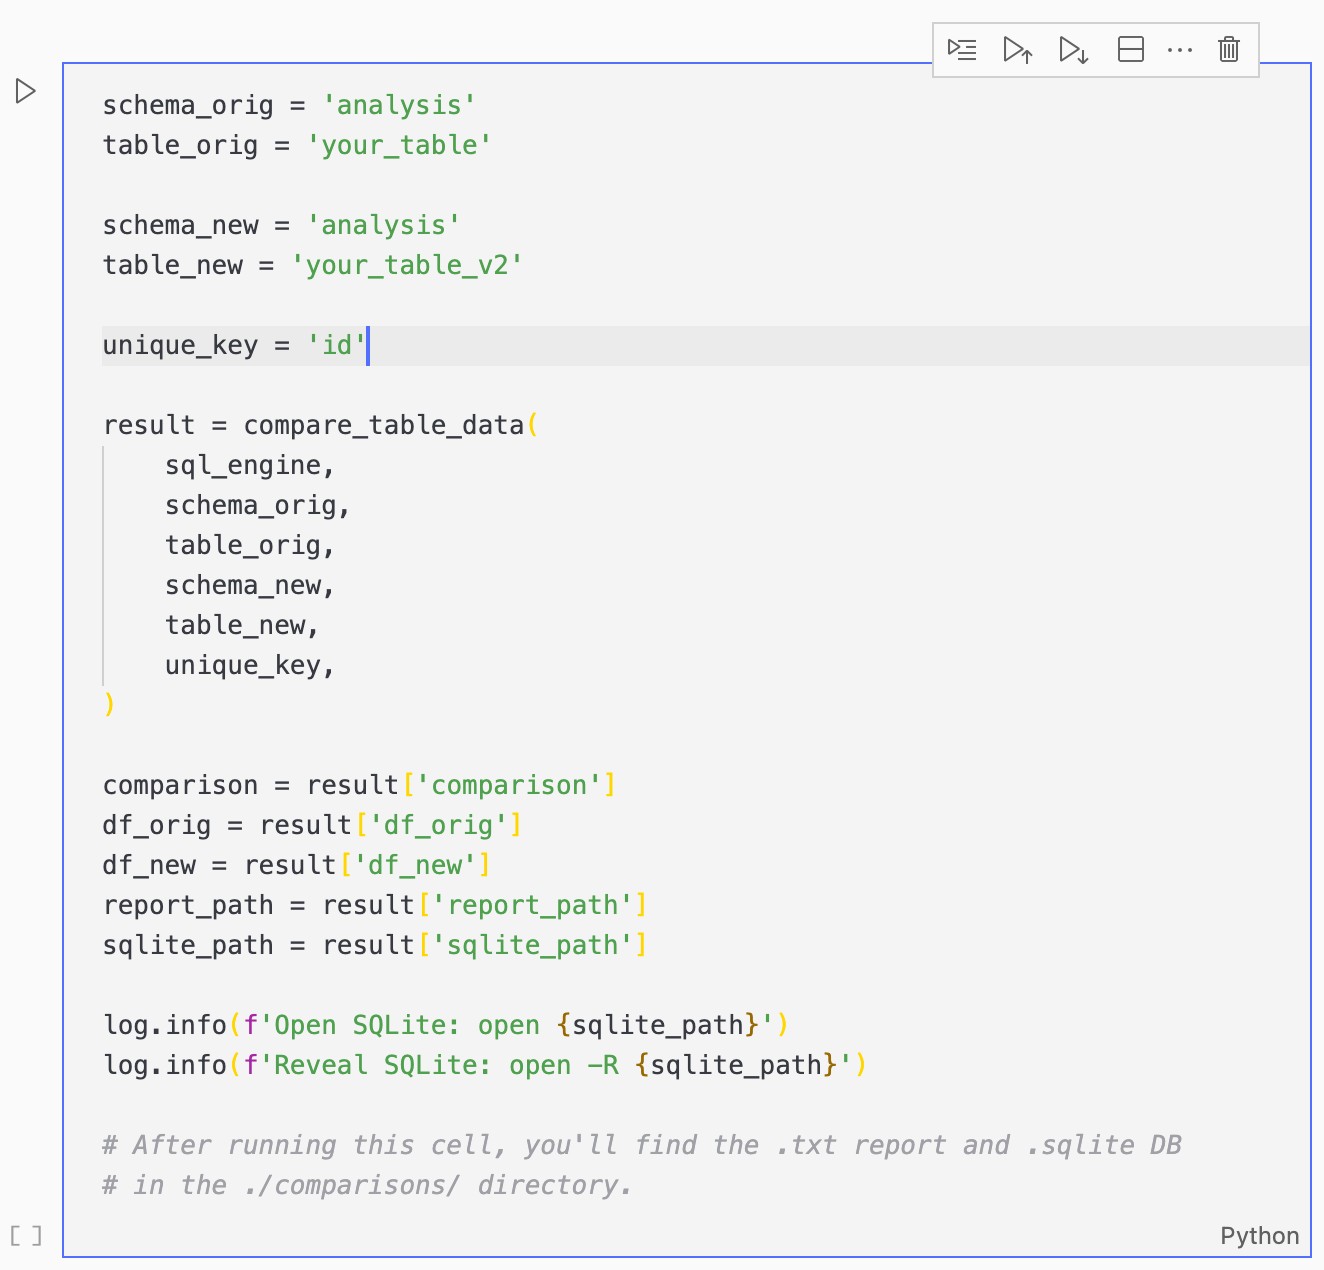 schema_orig = 'analysis'
table_orig = 'your_table'
schema_new = 'analysis'
table_new = 'your_table_v2'
unique_key = 'id'
result = compare_table_data(
    sql_engine,
    schema_orig,
    table_orig,
    schema_new,
    table_new,
    unique_key,
)
comparison = result['comparison']
df_orig = result['df_orig']
df_new = result['df_new']
report_path = result['report_path']
sqlite_path = result['sqlite_path']
log.info(f'Open SQLite: open {sqlite_path}')
log.info(f'Reveal SQLite: open -R {sqlite_path}')
# After running this cell, you'll find the .txt report and .sqlite DB
# in the ./comparisons/ directory.
[ ]
Python